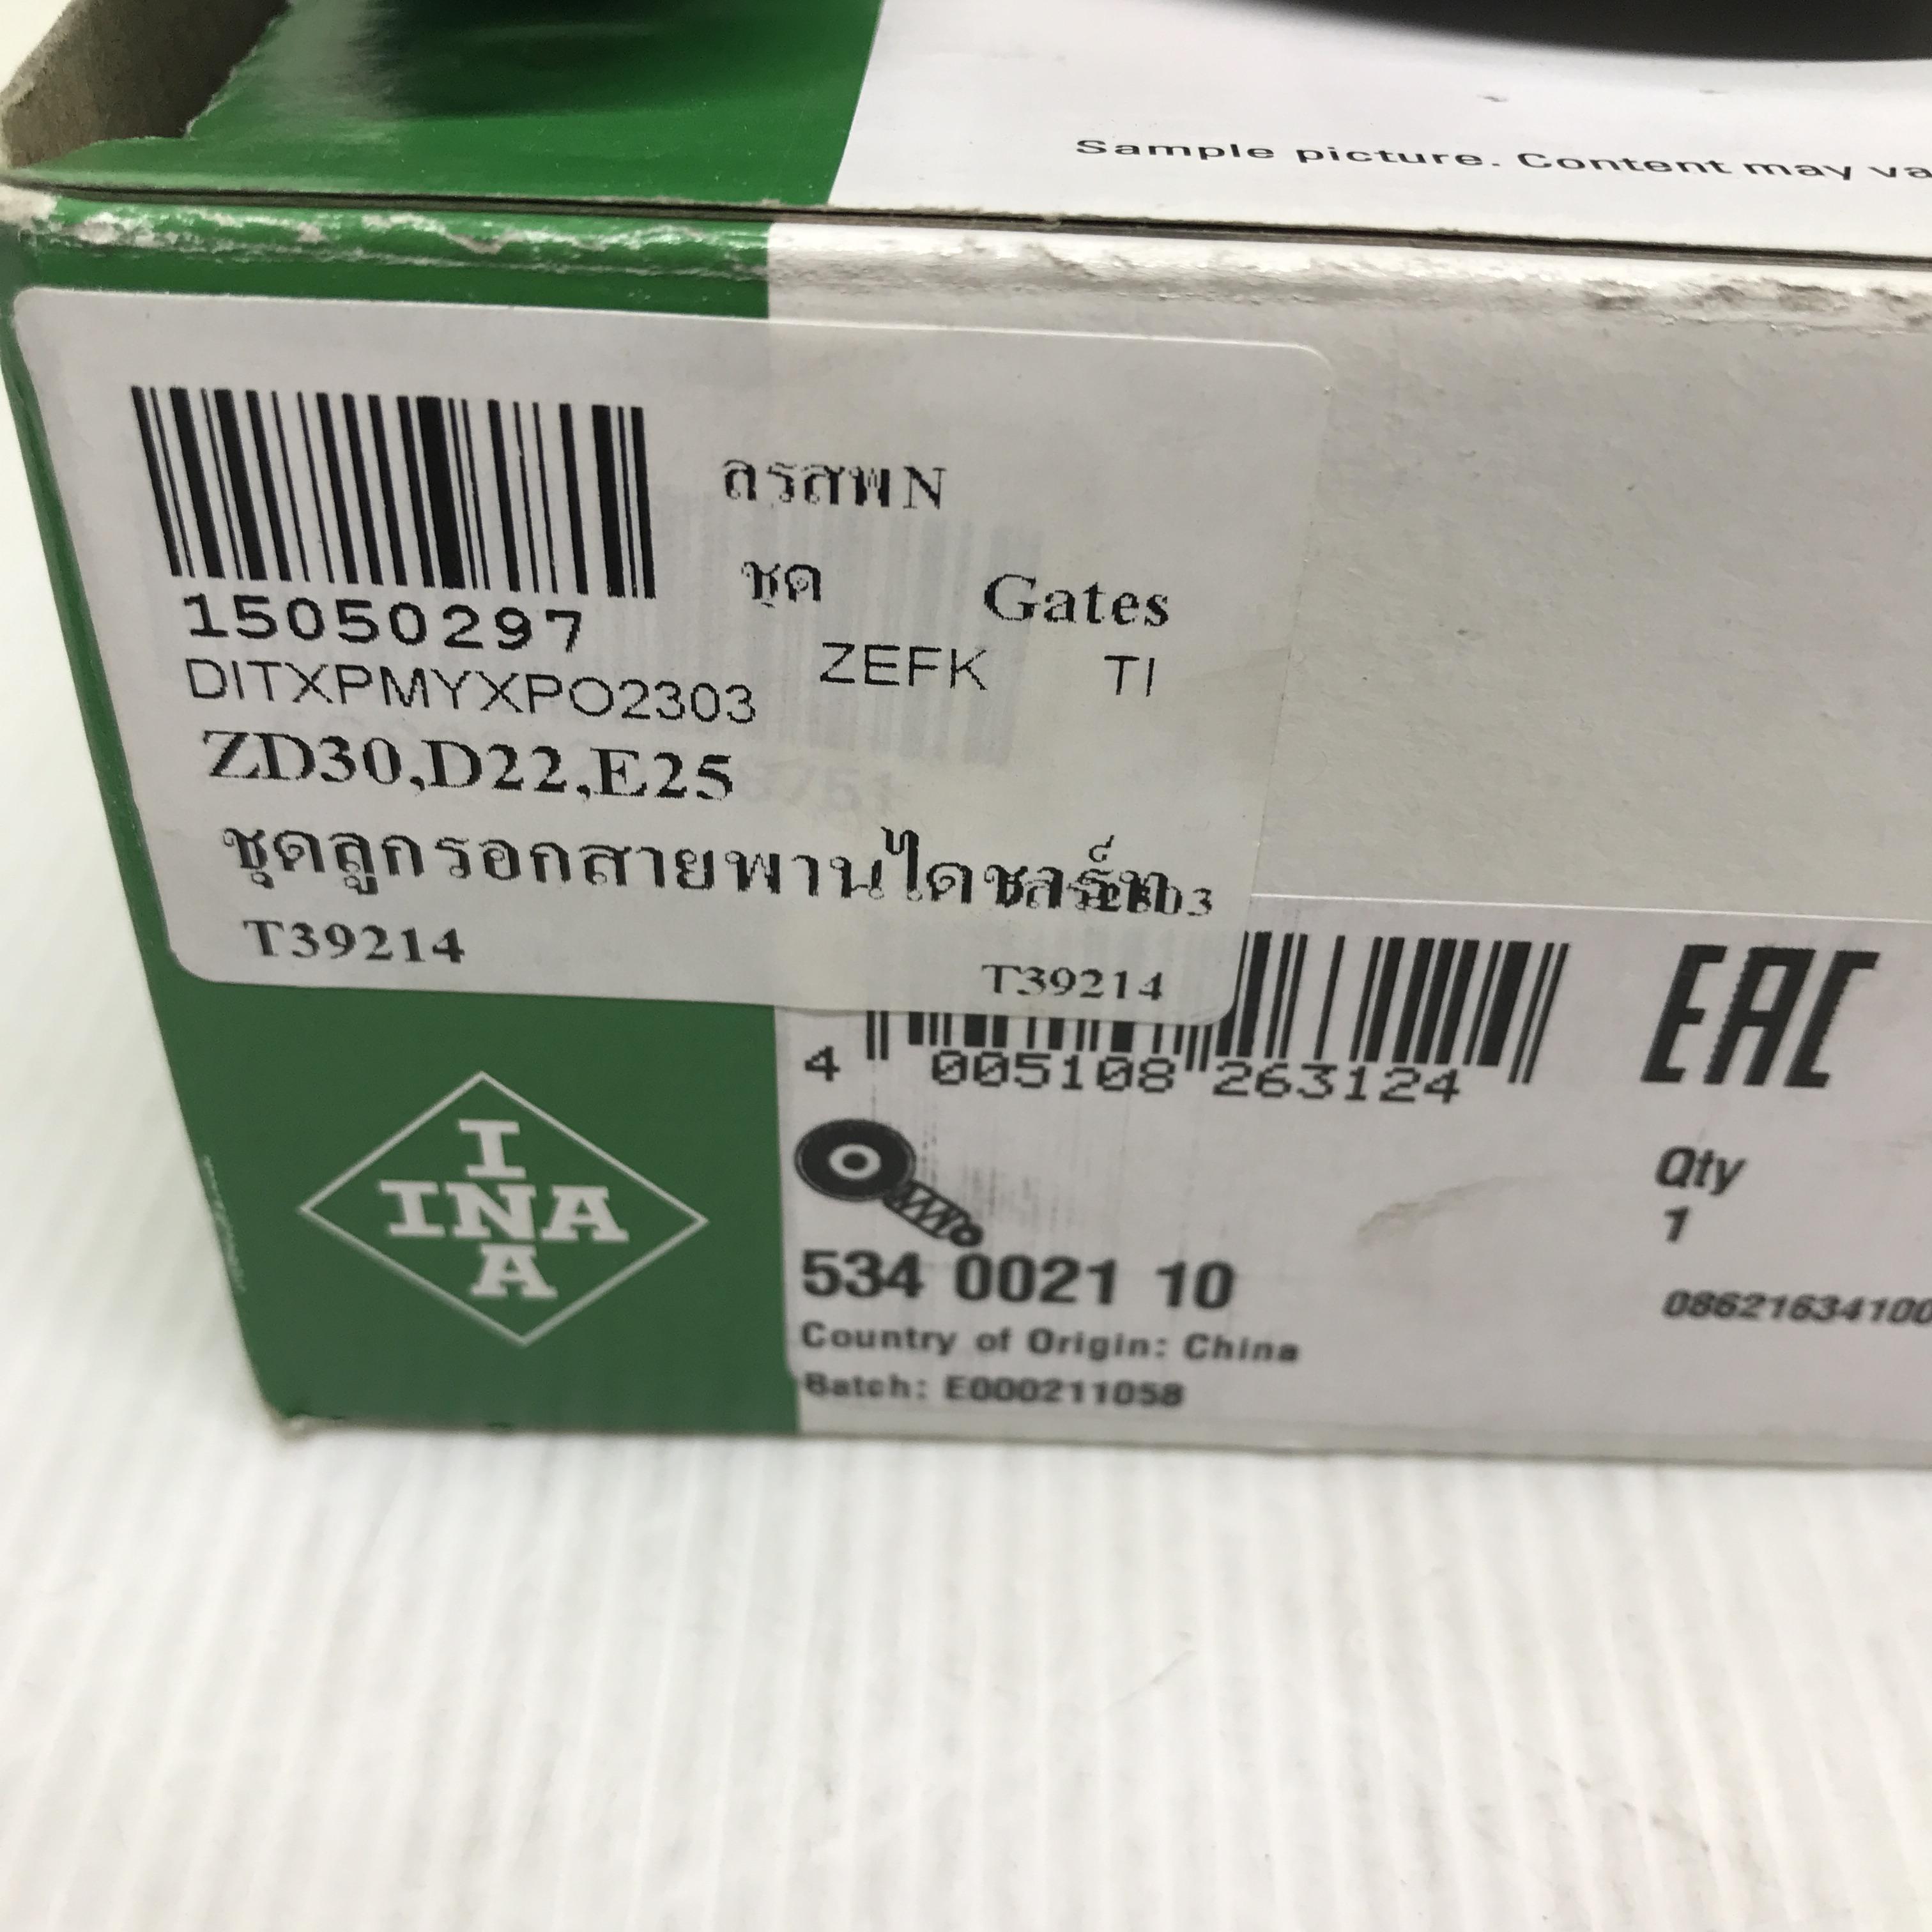 Sample picture. Content may va
ลรสพN
ชุด Gates
15050297
ZEFK TI
DITXPMYXPO2303
ZD30,D22,E25
ชุดลูกรอกสายพานไดชาร์ท
T39214
T39214
4 005108 263124
EAC
I
INA
A
534 0021 10
Country of Origin: China
Batch: E000211058
Qty
1
08621634100